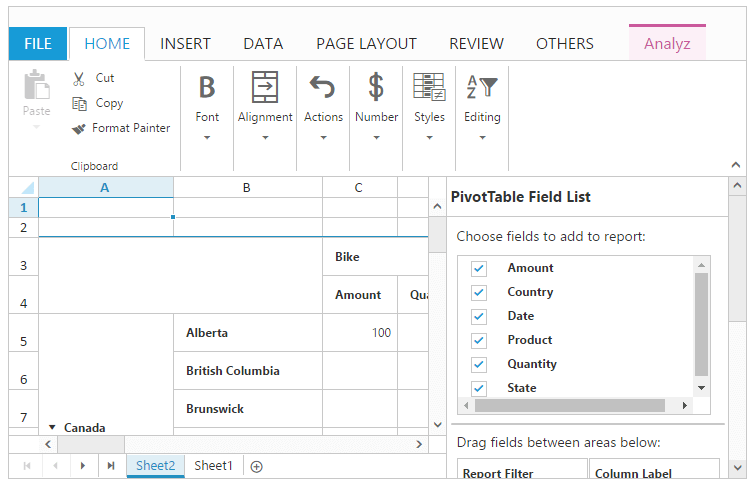 FILE HOME INSERT DATA PAGE LAYOUT REVIEW OTHERS Analyz
Cut
Copy
Format Painter
Paste
Clipboard
B
Font
Alignment
Actions
$
Number
Styles
A
Z
Editing
A B C
1
2
3 Bike
4 Amount Qua
5 Alberta 100
6 British Columbia
7 Brunswick
Canada
Sheet2 Sheet1
PivotTable Field List
Choose fields to add to report:
Amount
Country
Date
Product
Quantity
State
Drag fields between areas below:
Report Filter Column Label